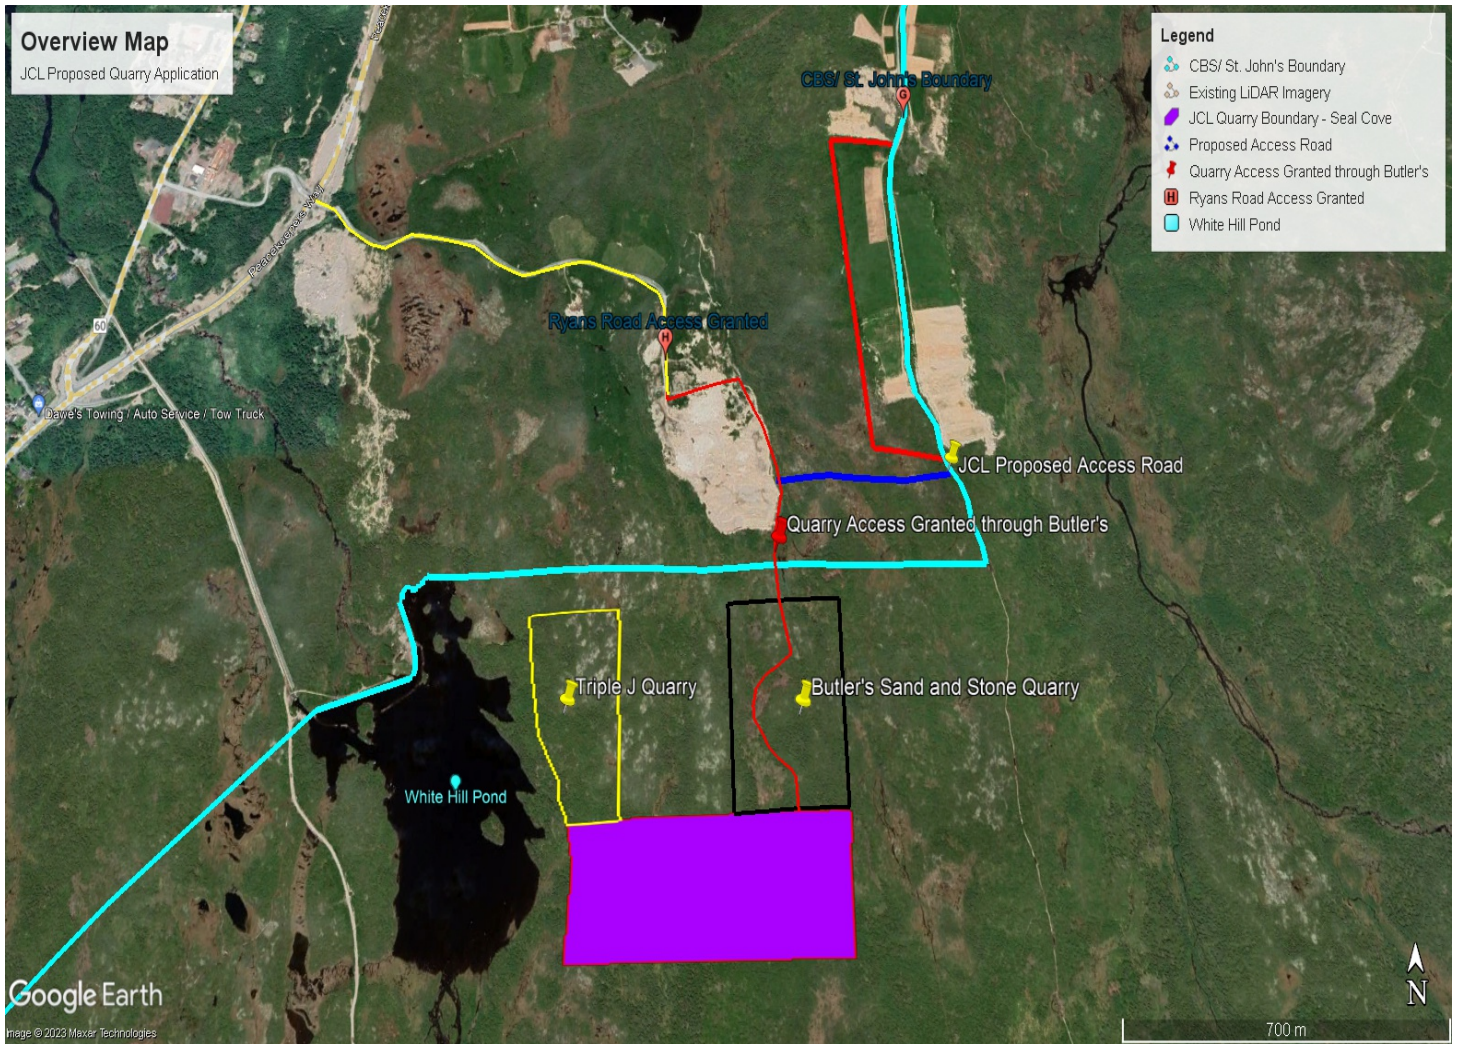 Overview Map
JCL Proposed Quarry Application
Legend
CBS/ St. John's Boundary
Existing LiDAR Imagery
JCL Quarry Boundary - Seal Cove
Proposed Access Road
Quarry Access Granted through Butler's
H Ryans Road Access Granted
White Hill Pond
CBS/ St. John's Boundary
G
Peacekeepers Way
60
Ryans Road Access Granted
H
Dawe's Towing / Auto Service / Tow Truck
JCL Proposed Access Road
Quarry Access Granted through Butler's
Triple J Quarry
Butler's Sand and Stone Quarry
White Hill Pond
Google Earth
Image © 2023 Maxar Technologies
N
700 m